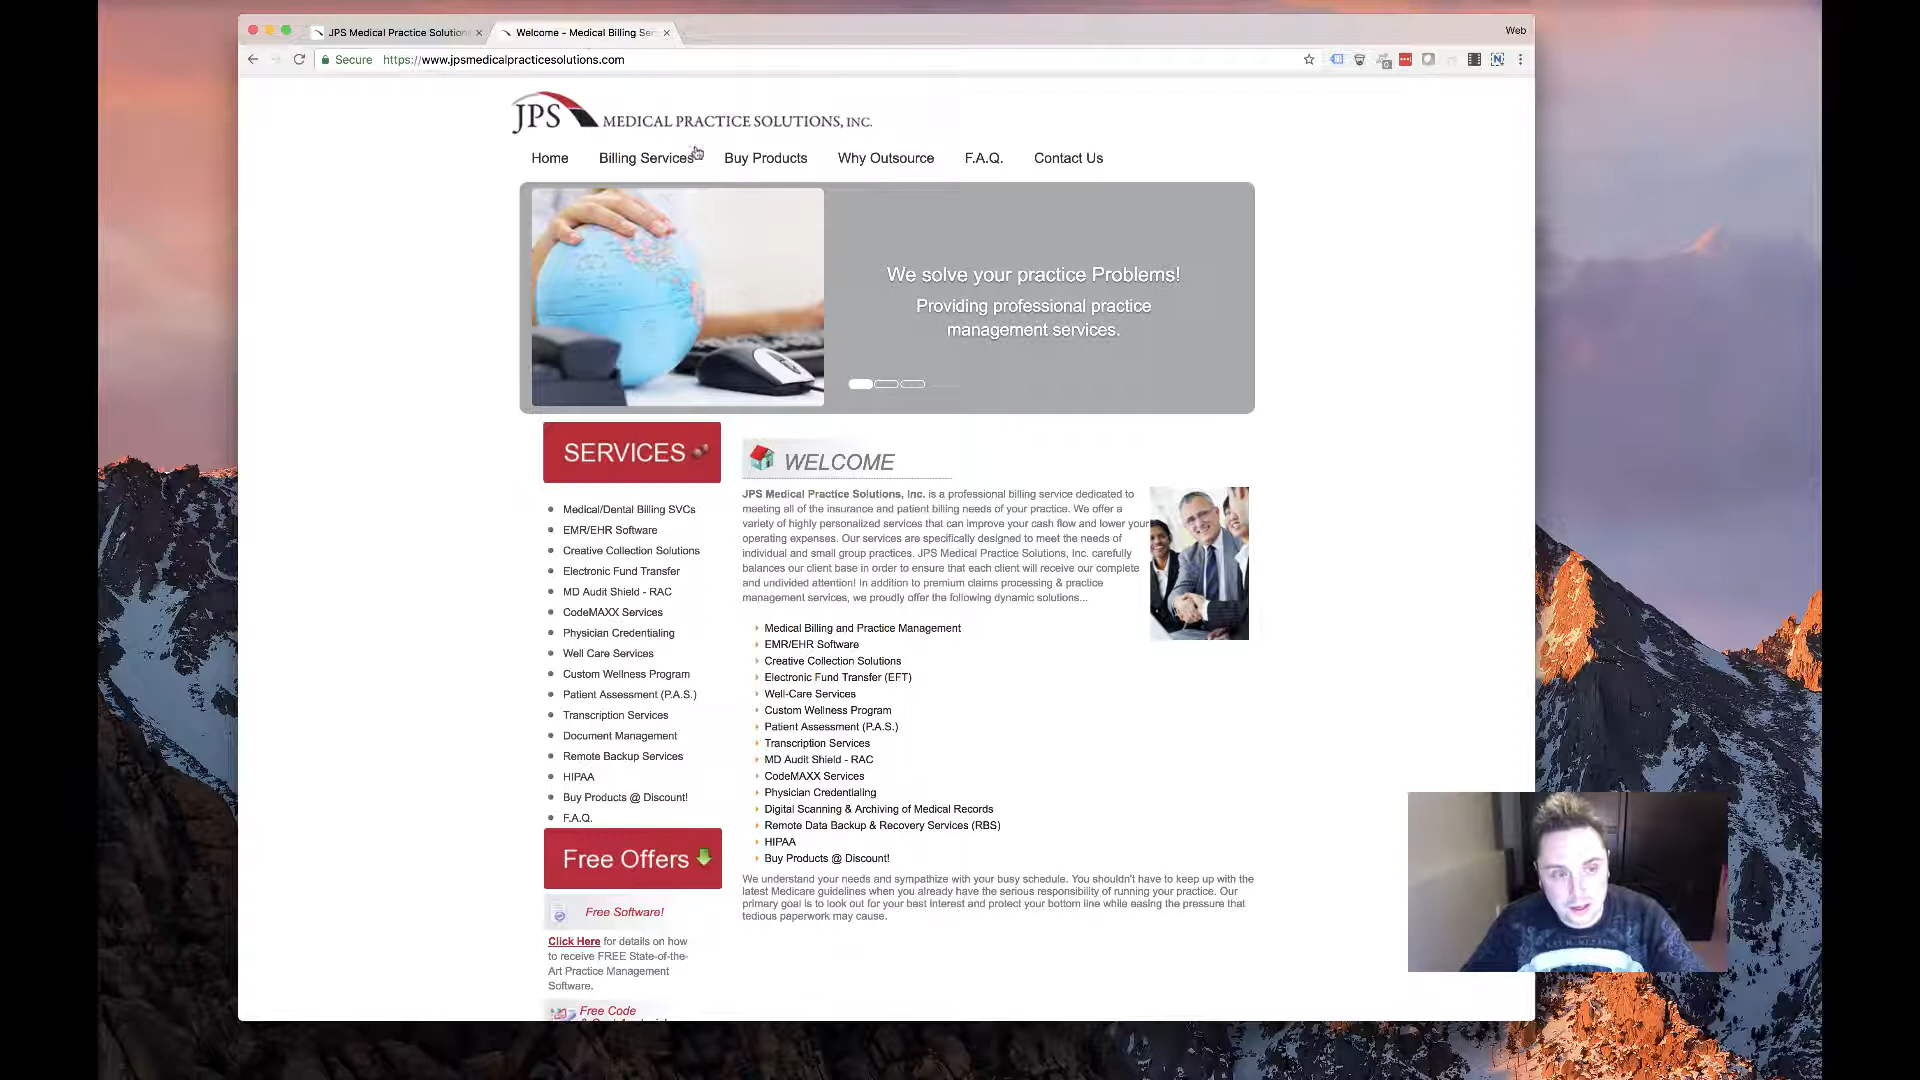 JPS Medical Practice Solution
Welcome - Medical Billing Ser
Web
Secure https://www.jpsmedicalpracticesolutions.com
JPS MEDICAL PRACTICE SOLUTIONS, INC.
Home Billing Services Buy Products Why Outsource F.A.Q. Contact Us
We solve your practice Problems!
Providing professional practice
management services.
SERVICES
Medical/Dental Billing SVCs
EMR/EHR Software
Creative Collection Solutions
Electronic Fund Transfer
MD Audit Shield - RAC
CodeMAXX Services
Physician Credentialing
Well Care Services
Custom Wellness Program
Patient Assessment (P.A.S.)
Transcription Services
Document Management
Remote Backup Services
HIPAA
Buy Products @ Discount!
F.A.Q.
Free Offers
Free Software!
Click Here for details on how
to receive FREE State-of-the-
Art Practice Management
Software.
Free Code
WELCOME
JPS Medical Practice Solutions, Inc. is a professional billing service dedicated to
meeting all of the insurance and patient billing needs of your practice. We offer a
variety of highly personalized services that can improve your cash flow and lower your
operating expenses. Our services are specifically designed to meet the needs of
individual and small group practices. JPS Medical Practice Solutions, Inc. carefully
balances our client base in order to ensure that each client will receive our complete
and undivided attention! In addition to premium claims processing & practice
management services, we proudly offer the following dynamic solutions...
Medical Billing and Practice Management
EMR/EHR Software
Creative Collection Solutions
Electronic Fund Transfer (EFT)
Well-Care Services
Custom Wellness Program
Patient Assessment (P.A.S.)
Transcription Services
MD Audit Shield - RAC
CodeMAXX Services
Physician Credentialing
Digital Scanning & Archiving of Medical Records
Remote Data Backup & Recovery Services (RBS)
HIPAA
Buy Products @ Discount!
We understand your needs and sympathize with your busy schedule. You shouldn't have to keep up with the
latest Medicare guidelines when you already have the serious responsibility of running your practice. Our
primary goal is to look out for your best interest and protect your bottom line while easing the pressure that
tedious paperwork may cause.